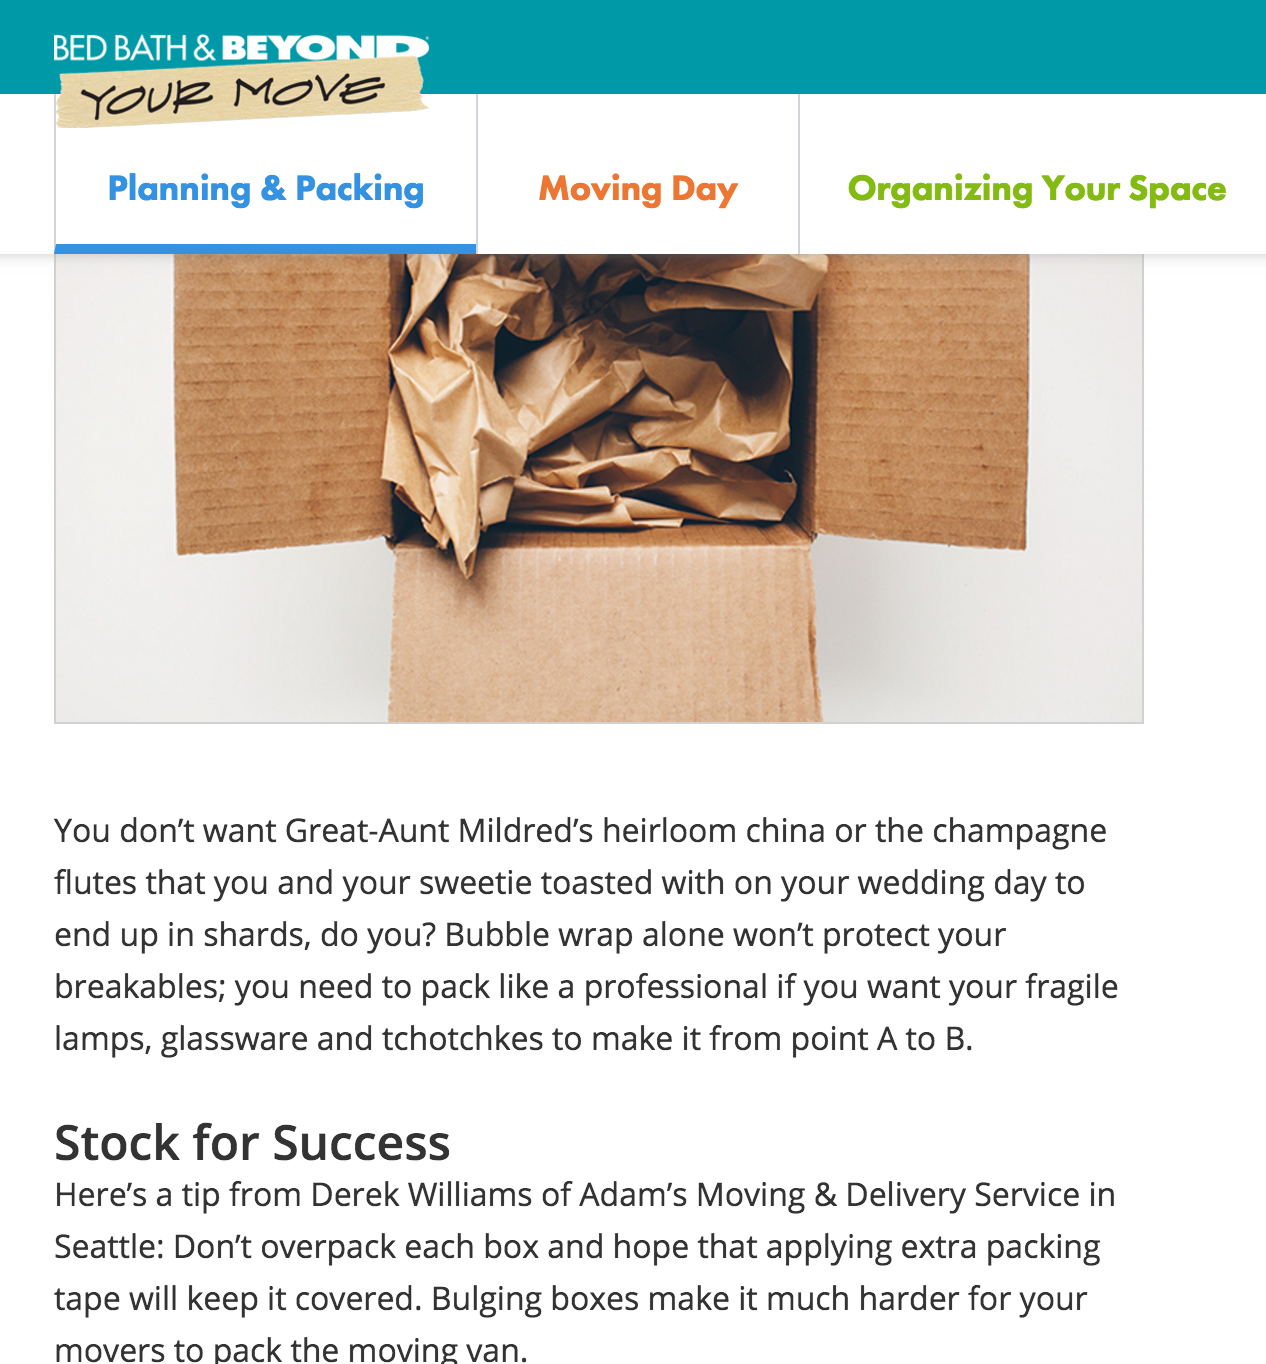 BED BATH & BEYOND
YOUR MOVE
Planning & Packing
Moving Day
Organizing Your Space
You don’t want Great-Aunt Mildred’s heirloom china or the champagne
flutes that you and your sweetie toasted with on your wedding day to
end up in shards, do you? Bubble wrap alone won’t protect your
breakables; you need to pack like a professional if you want your fragile
lamps, glassware and tchotchkes to make it from point A to B.
Stock for Success
Here’s a tip from Derek Williams of Adam’s Moving & Delivery Service in
Seattle: Don’t overpack each box and hope that applying extra packing
tape will keep it covered. Bulging boxes make it much harder for your
movers to pack the moving van.